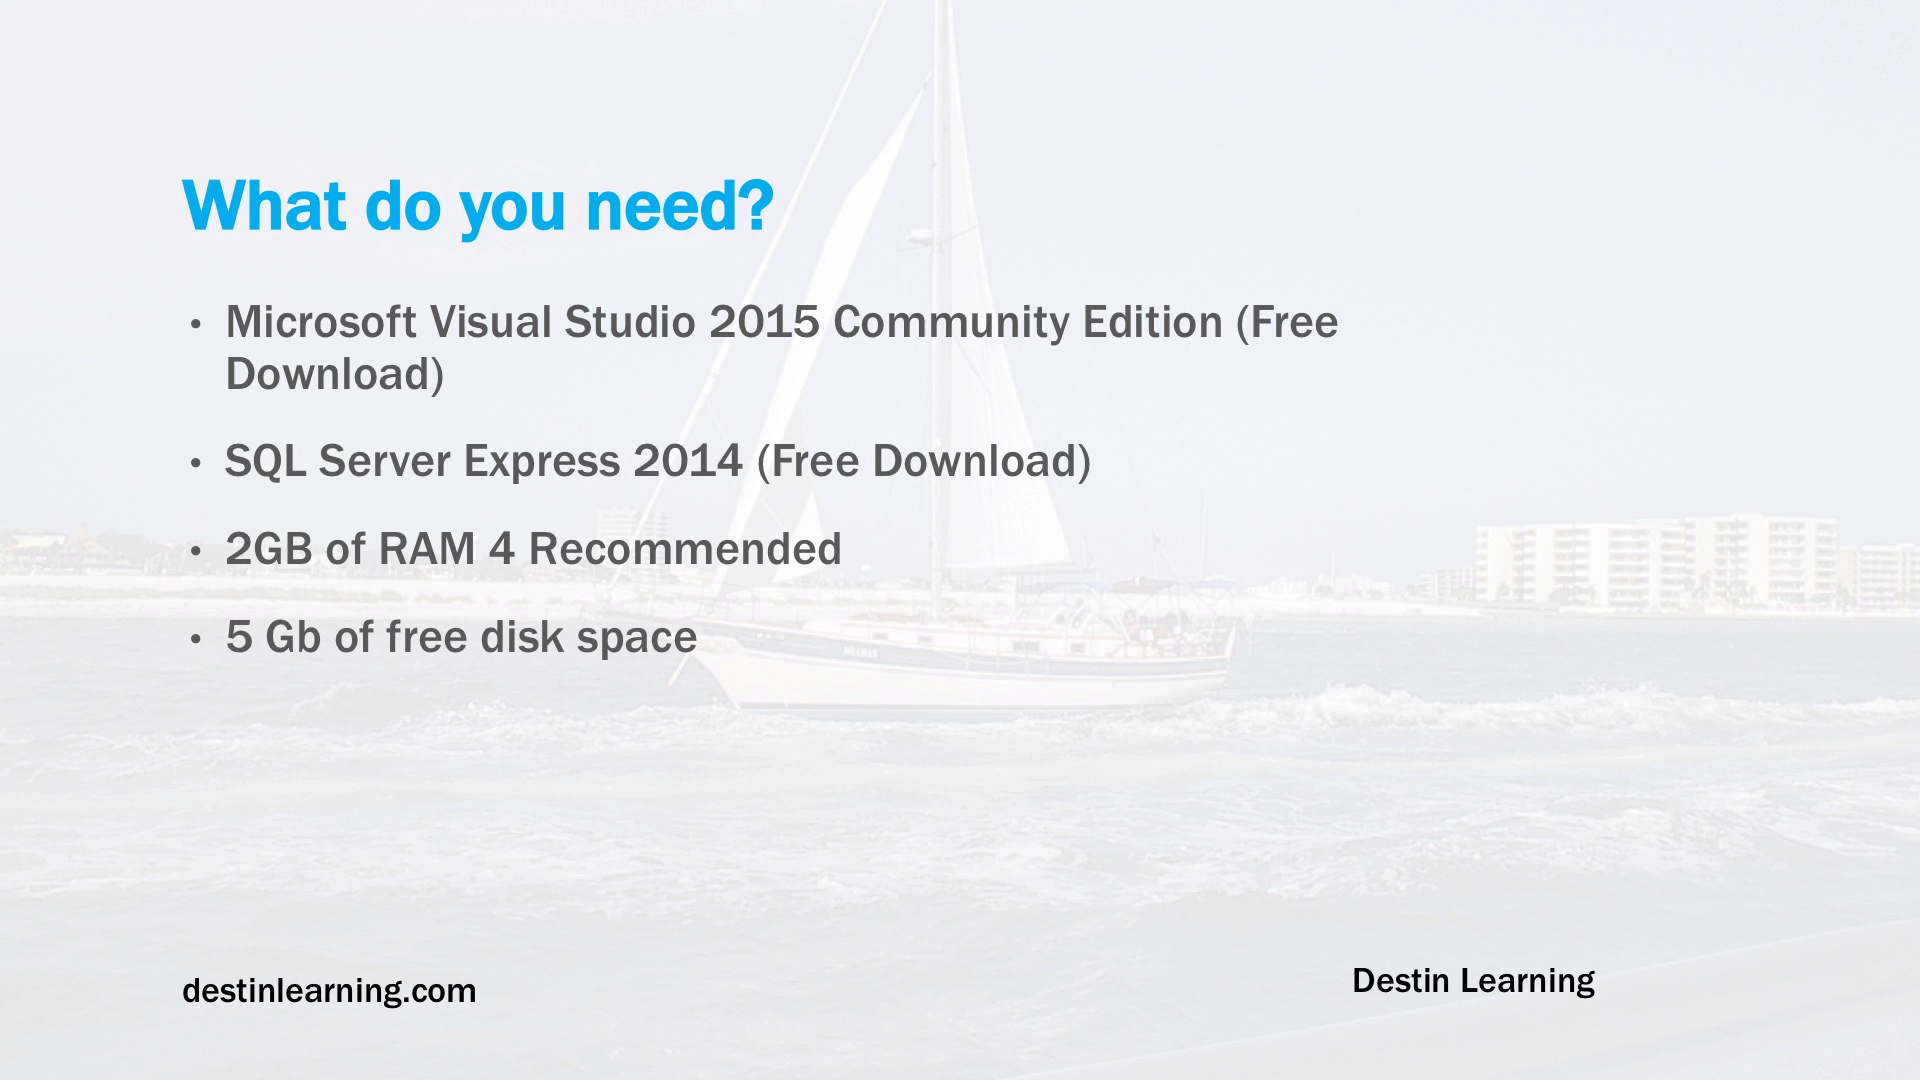 What do you need?
• Microsoft Visual Studio 2015 Community Edition (Free
Download)
• SQL Server Express 2014 (Free Download)
• 2GB of RAM 4 Recommended
• 5 Gb of free disk space
destinlearning.com
Destin Learning